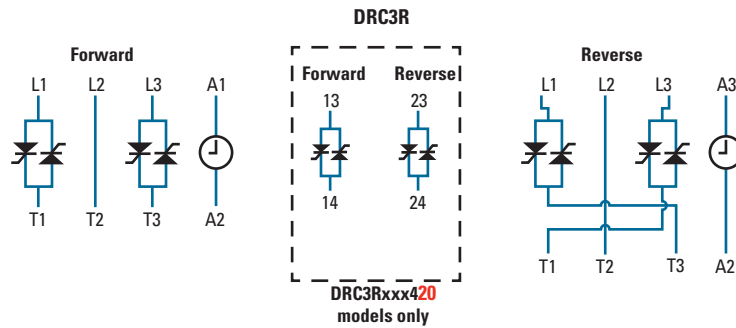 DRC3R
Forward
L1 L2 L3 A1
T1 T2 T3 A2
Forward Reverse
13 23
14 24
DRC3Rxxx420
models only
Reverse
L1 L2 L3 A3
T1 T2 T3 A2